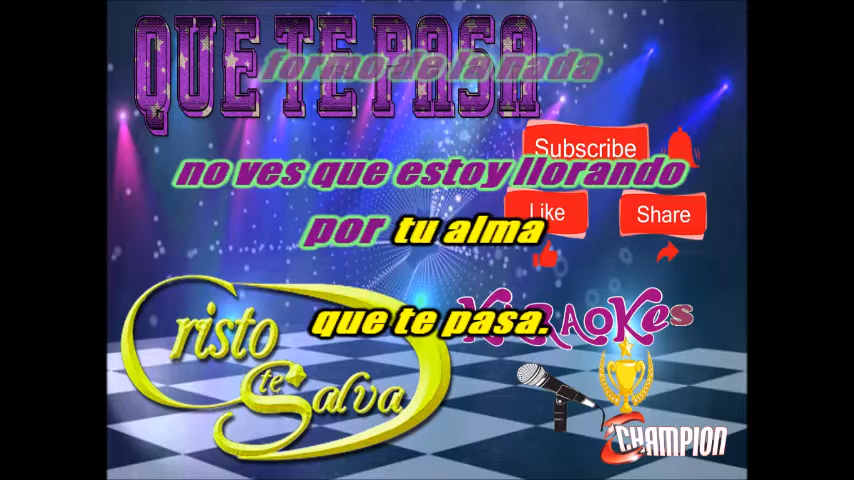 QUE TE PASA
formo de la nada
Subscribe
no ves que estoy llorando
Like
Share
por tu alma
que te pasa.
KARAOKes
Cristo
te
Salva
CHAMPION